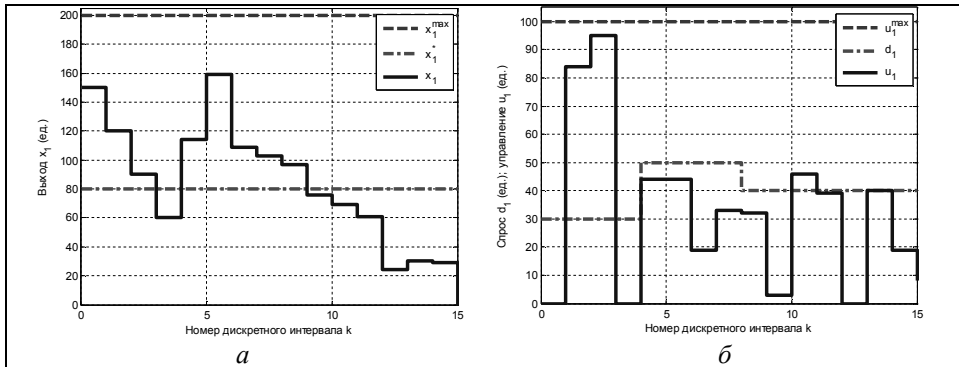 Выход x₁ (ед.)
200
180
160
140
120
100
80
60
40
20
0
x₁ᵐᵃˣ
x₁*
x₁
0 5 10 15
Номер дискретного интервала k
а
Спрос d₁ (ед.); управление u₁ (ед.)
100
90
80
70
60
50
40
30
20
10
0
u₁ᵐᵃˣ
d₁
u₁
0 5 10 15
Номер дискретного интервала k
б